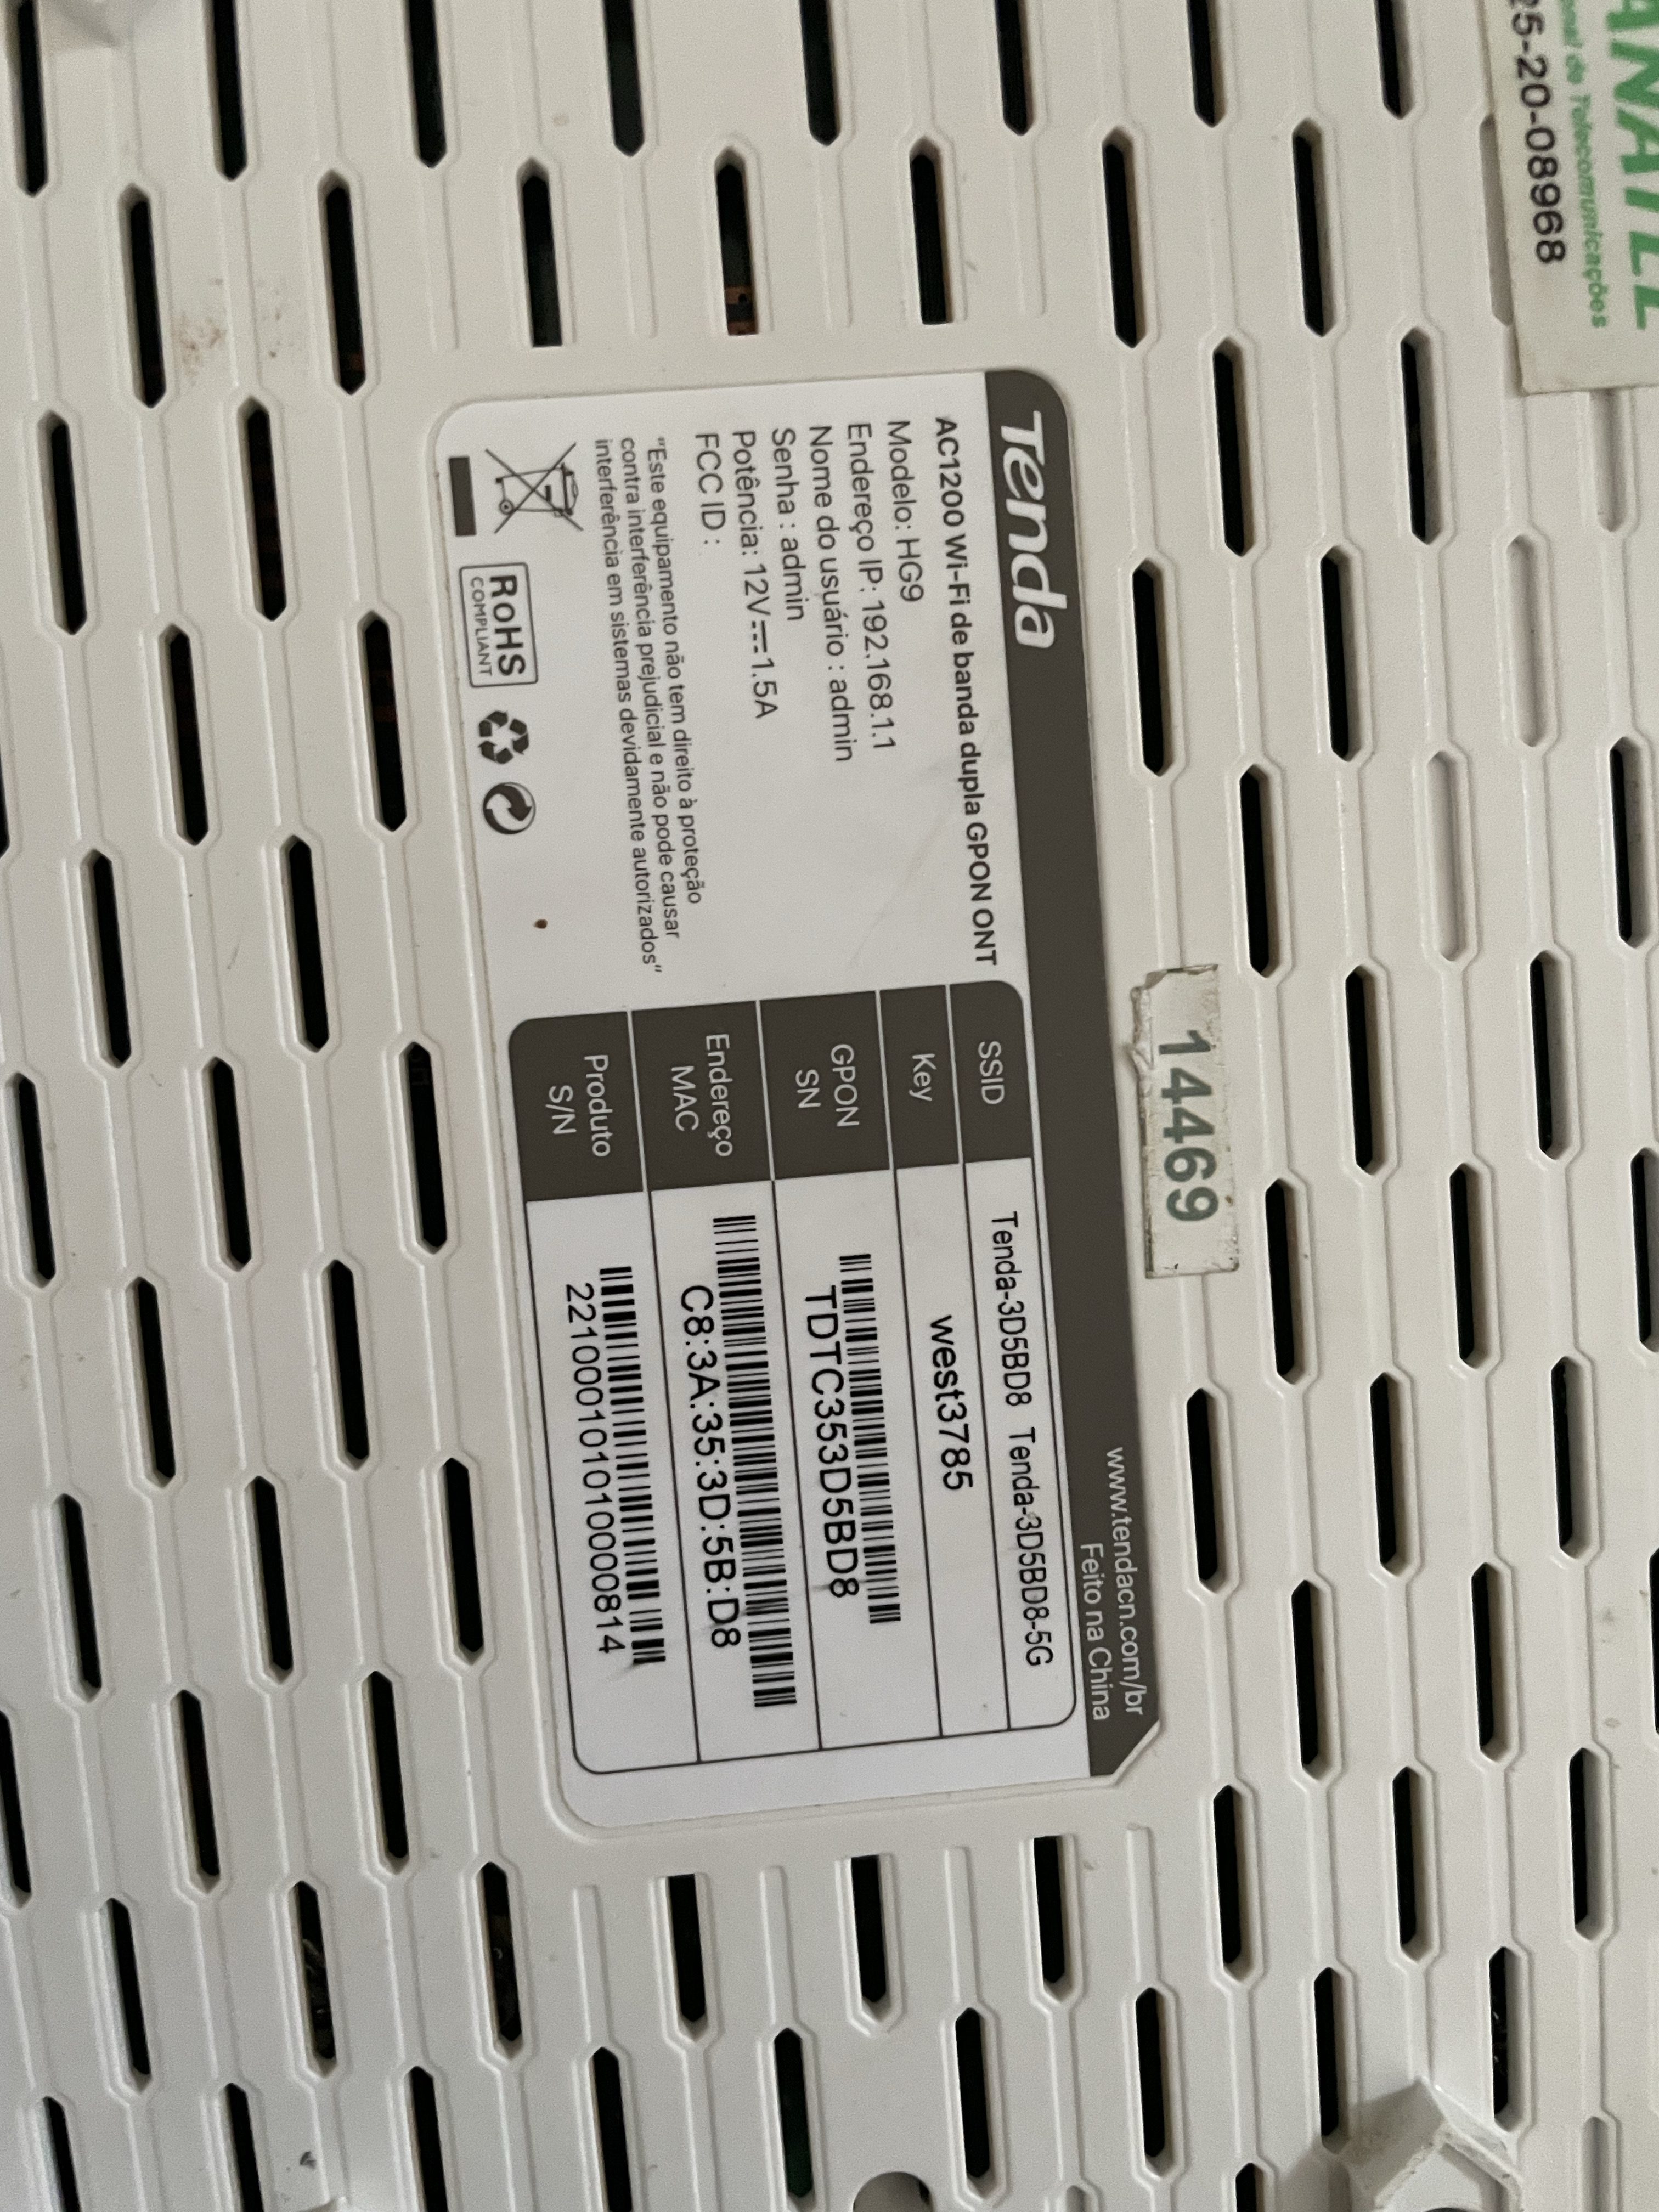 Tenda
www.tendacn.com/br
Feito na China
AC1200 Wi-Fi de banda dupla GPON ONT
Modelo: HG9
Endereço IP: 192.168.1.1
Nome do usuário : admin
Senha : admin
Potência: 12V⎓1.5A
FCC ID :
"Este equipamento não tem direito à proteção
contra interferência prejudicial e não pode causar
interferência em sistemas devidamente autorizados"
RoHS
COMPLIANT
SSID
Tenda-3D5BD8 Tenda-3D5BD8-5G
Key
west3785
GPON
SN
TDTC353D5BD8
Endereço
MAC
C8:3A:35:3D:5B:D8
Produto
S/N
221000101010000814
14469
de Telecomunicações
25-20-08968